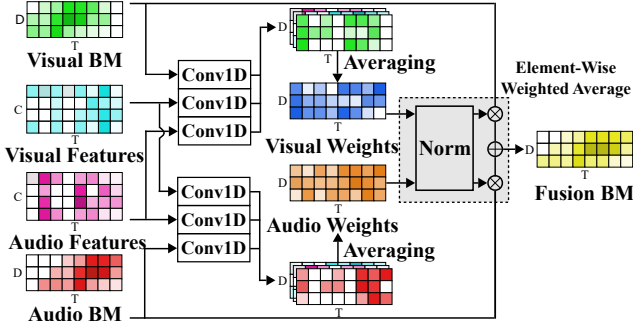 D
T
Visual BM
C
T
Visual Features
C
T
Audio Features
D
T
Audio BM
Conv1D
Conv1D
Conv1D
Conv1D
Conv1D
Conv1D
D
T
Averaging
D
T
Visual Weights
D
T
Audio Weights
Averaging
D
T
Norm
Element-Wise
Weighted Average
D
T
Fusion BM